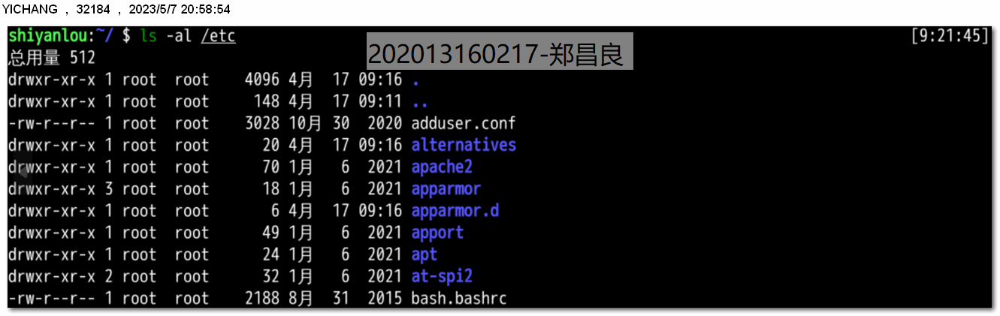 YICHANG , 32184 , 2023/5/7 20:58:54
shiyanlou:~/ $ ls -al /etc [9:21:45]
202013160217-郑昌良
总用量 512
drwxr-xr-x 1 root root 4096 4月 17 09:16 .
drwxr-xr-x 1 root root 148 4月 17 09:11 ..
-rw-r--r-- 1 root root 3028 10月 30 2020 adduser.conf
drwxr-xr-x 1 root root 20 4月 17 09:16 alternatives
drwxr-xr-x 1 root root 70 1月 6 2021 apache2
drwxr-xr-x 3 root root 18 1月 6 2021 apparmor
drwxr-xr-x 1 root root 6 4月 17 09:16 apparmor.d
drwxr-xr-x 1 root root 49 1月 6 2021 apport
drwxr-xr-x 1 root root 24 1月 6 2021 apt
drwxr-xr-x 2 root root 32 1月 6 2021 at-spi2
-rw-r--r-- 1 root root 2188 8月 31 2015 bash.bashrc